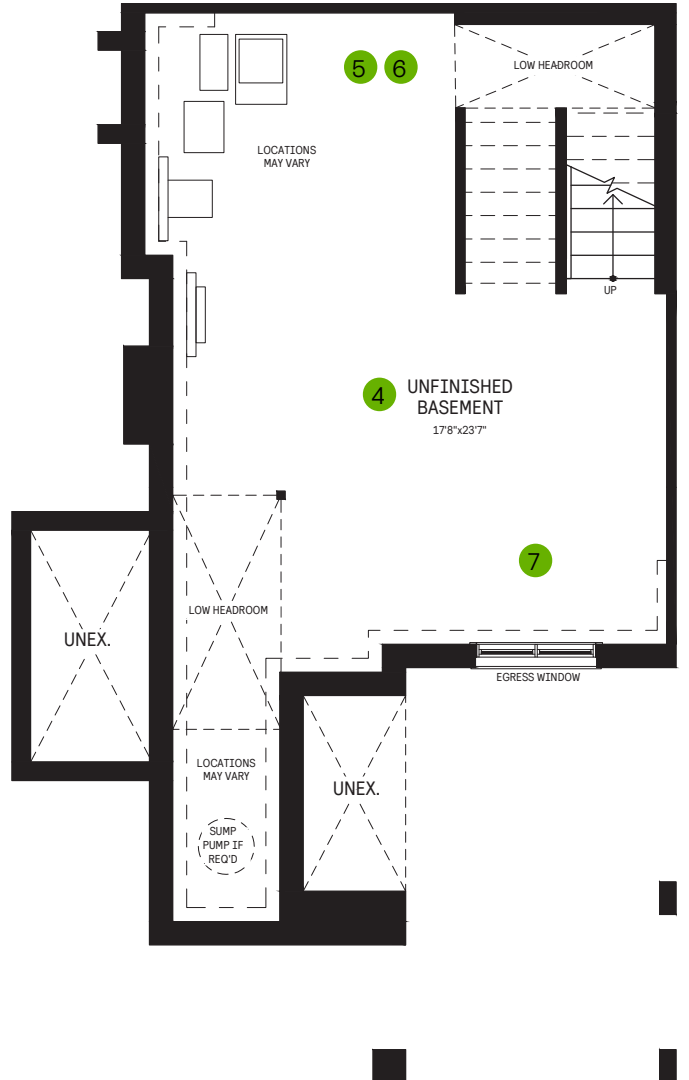 5 6
LOW HEADROOM
LOCATIONS
MAY VARY
UP
4
UNFINISHED
BASEMENT
17'8"x23'7"
7
LOW HEADROOM
UNEX.
EGRESS WINDOW
LOCATIONS
MAY VARY
UNEX.
SUMP
PUMP IF
REQ'D